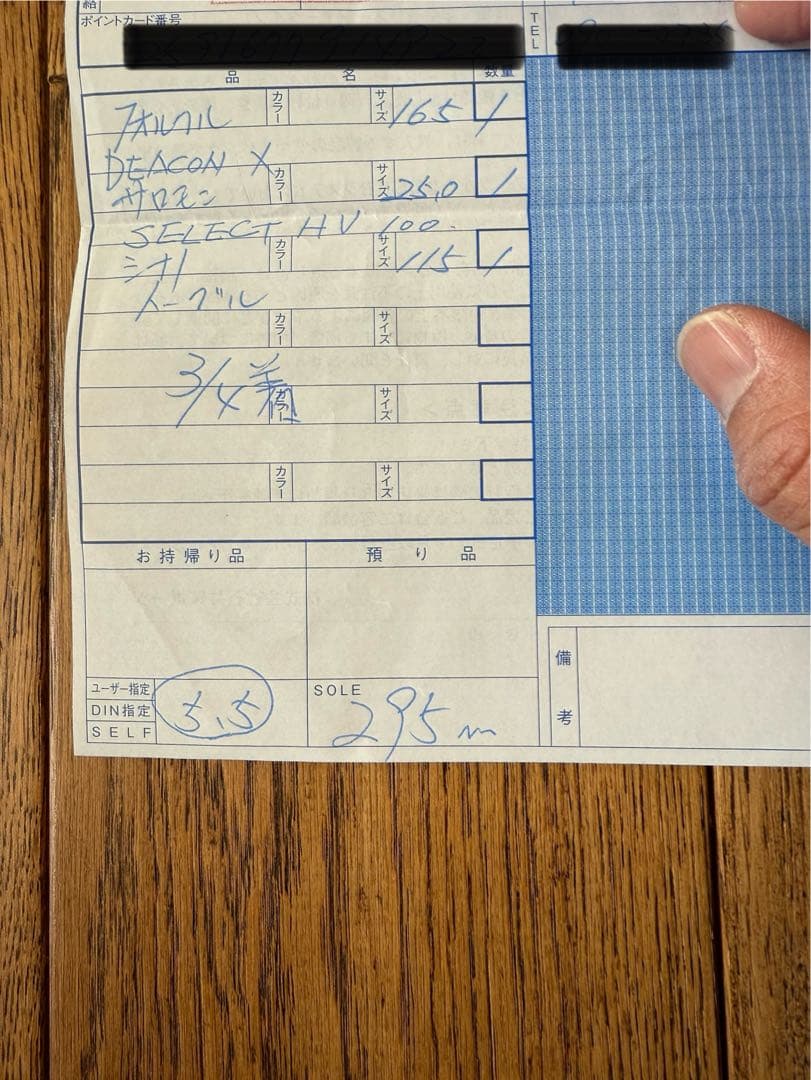 給
ポイントカード番号
TEL
品 名 数量
フォルクル カラー サイズ 165 1
DEACON X
サロモン カラー サイズ 25.0 1
SELECT HV 100.
シナノ カラー サイズ 115 1
イーグル
カラー サイズ
3/4着 カラー サイズ
カラー サイズ
お持帰り品 預り品
ユーザー指定
DIN指定 5.5
SELF
SOLE
295m
備考